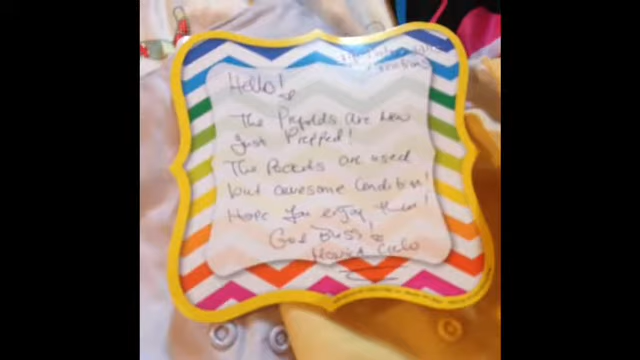 Hello!
The Prefolds are new
just Prepped!
The Pockets are used
but awesome condition!
Hope you enjoy them!
God Bless!